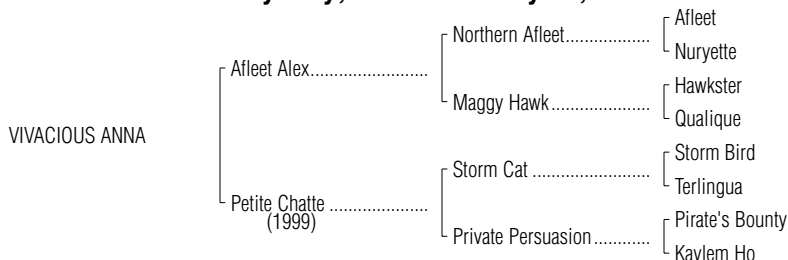 Afleet
Northern Afleet
Nuryette
Afleet Alex
Hawkster
Maggy Hawk
Qualique
VIVACIOUS ANNA
Storm Bird
Storm Cat
Terlingua
Petite Chatte
(1999)
Pirate's Bounty
Private Persuasion
Kaylem Ho